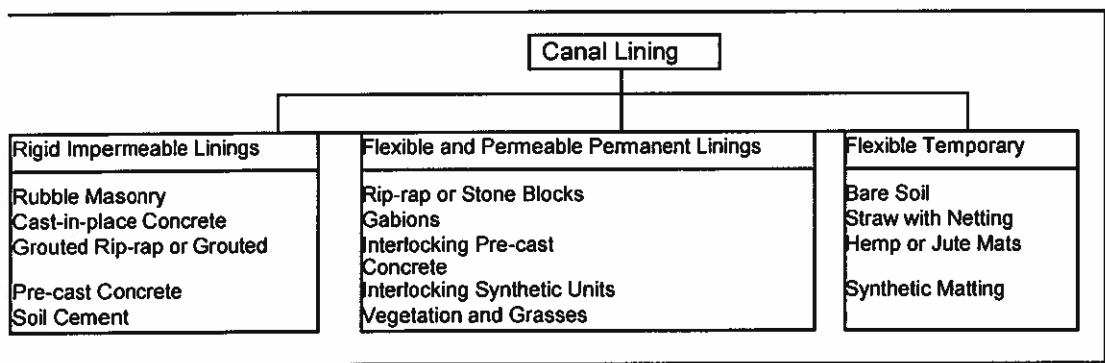 Canal Lining
Rigid Impermeable Linings
Rubble Masonry
Cast-in-place Concrete
Grouted Rip-rap or Grouted
Pre-cast Concrete
Soil Cement
Flexible and Permeable Permanent Linings
Rip-rap or Stone Blocks
Gabions
Interlocking Pre-cast
Concrete
Interlocking Synthetic Units
Vegetation and Grasses
Flexible Temporary
Bare Soil
Straw with Netting
Hemp or Jute Mats
Synthetic Matting